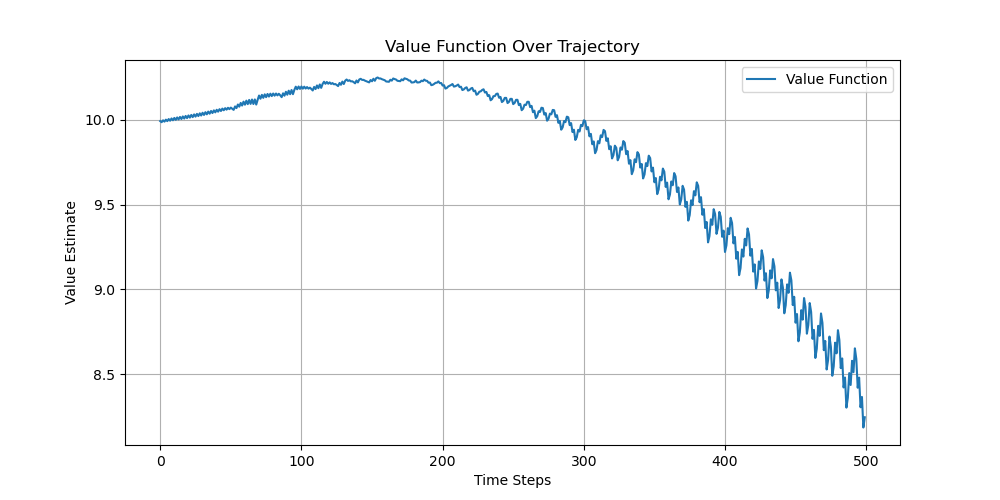 Value Function Over Trajectory
Value Function
10.0
9.5
9.0
8.5
Value Estimate
0 100 200 300 400 500
Time Steps